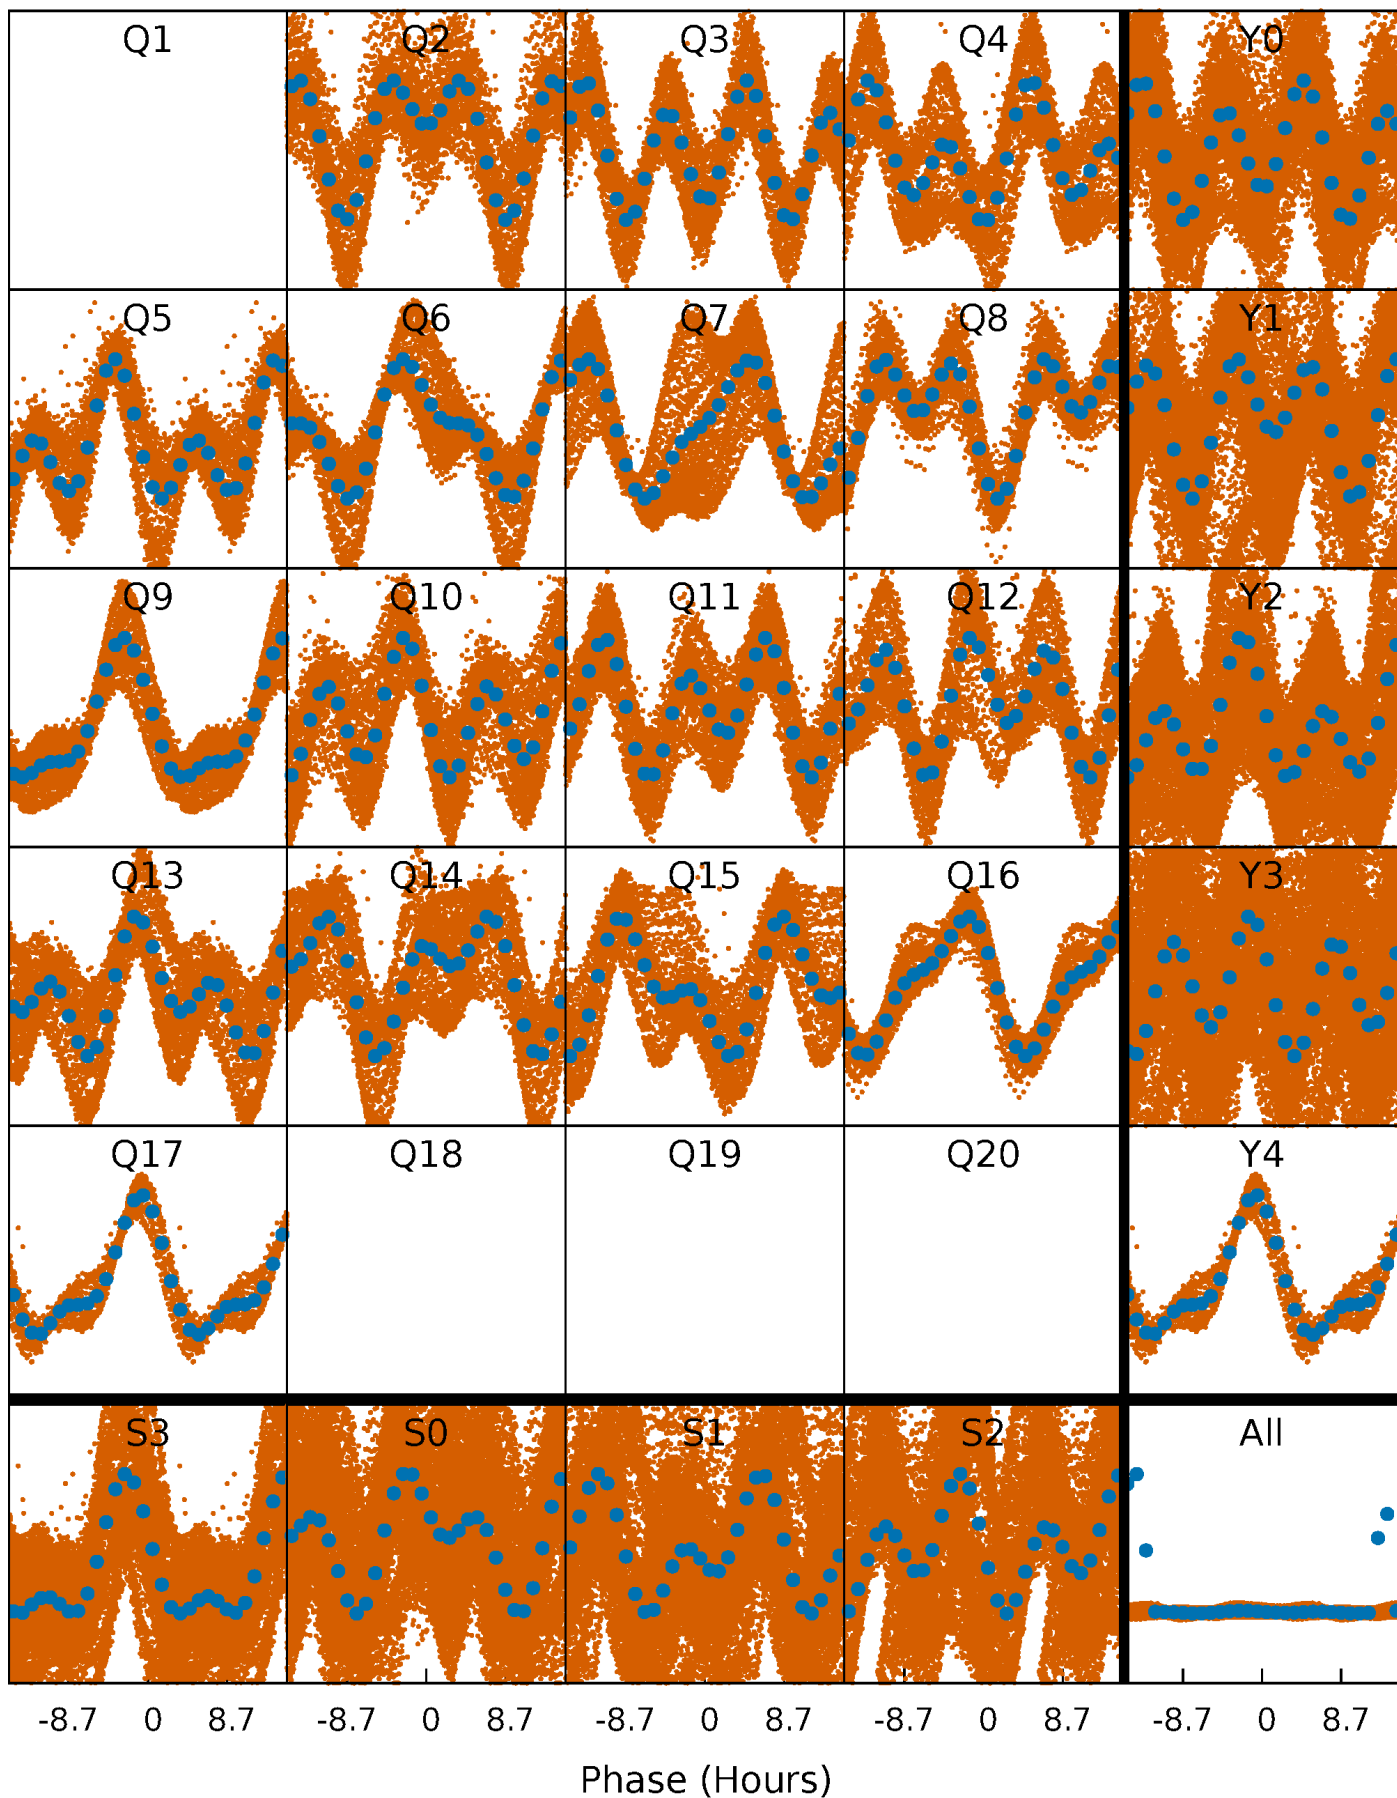 Q1 Q2 Q3 Q4 Y0
Q5 Q6 Q7 Q8 Y1
Q9 Q10 Q11 Q12 Y2
Q13 Q14 Q15 Q16 Y3
Q17 Q18 Q19 Q20 Y4
S3 S0 S1 S2 All
-8.7 0 8.7 -8.7 0 8.7 -8.7 0 8.7 -8.7 0 8.7 -8.7 0 8.7
Phase (Hours)